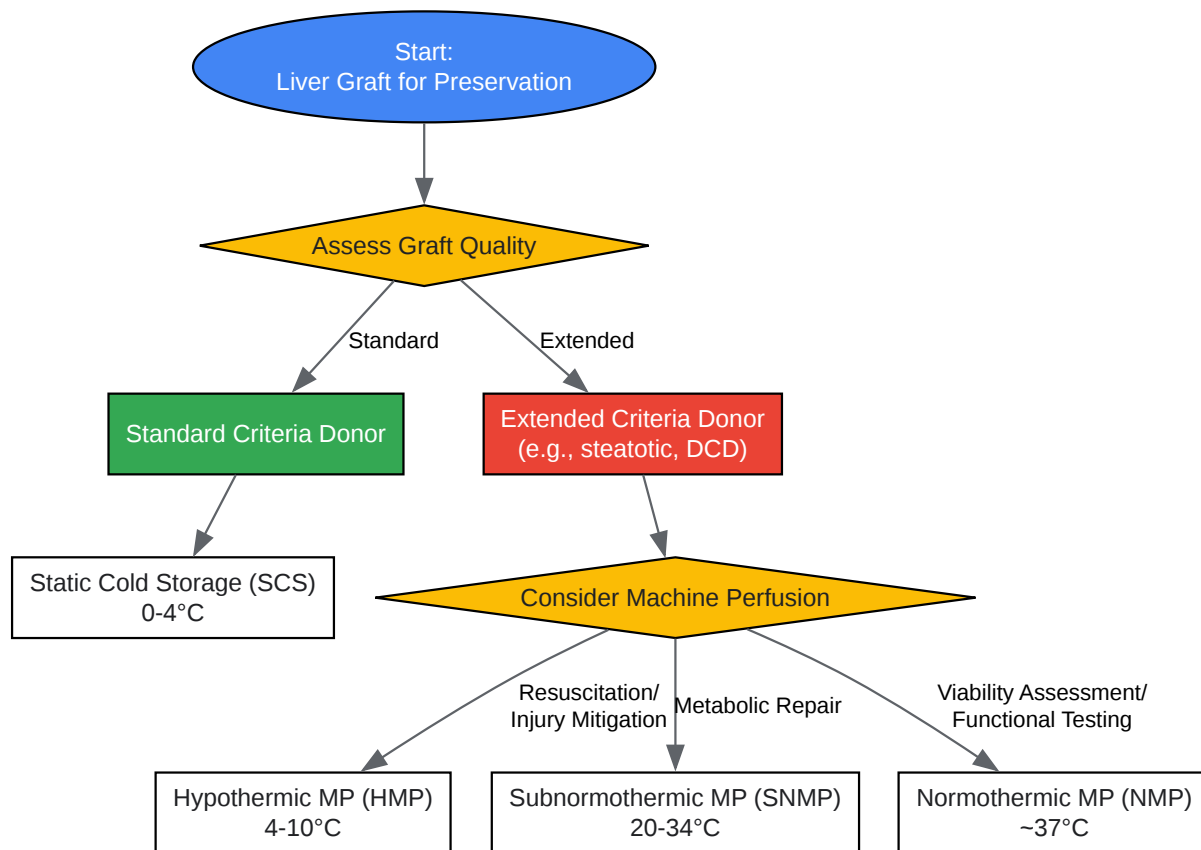 Start:
Liver Graft for Preservation
Assess Graft Quality
Standard
Extended
Standard Criteria Donor
Extended Criteria Donor
(e.g., steatotic, DCD)
Static Cold Storage (SCS)
0-4°C
Consider Machine Perfusion
Resuscitation/
Injury Mitigation
Metabolic Repair
Viability Assessment/
Functional Testing
Hypothermic MP (HMP)
4-10°C
Subnormothermic MP (SNMP)
20-34°C
Normothermic MP (NMP)
~37°C